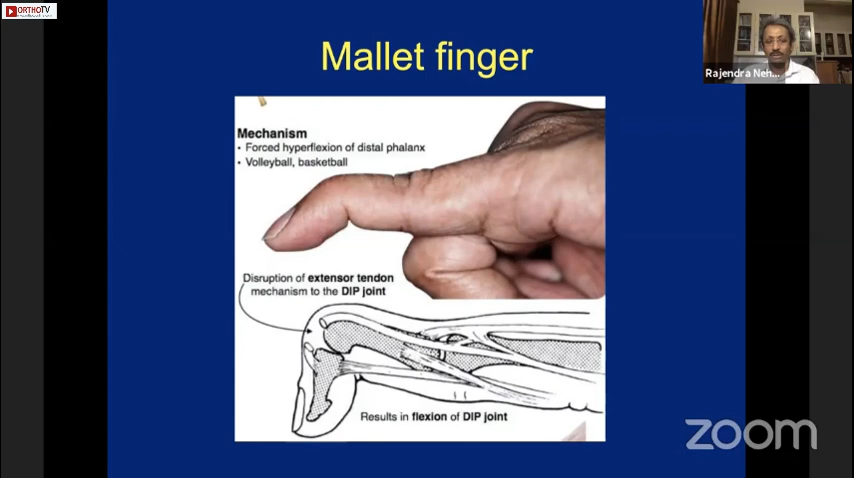 ORTHOTV
Mallet finger
Rajendra Neh...
Mechanism
• Forced hyperflexion of distal phalanx
• Volleyball, basketball
Disruption of extensor tendon
mechanism to the DIP joint
Results in flexion of DIP joint
zoom